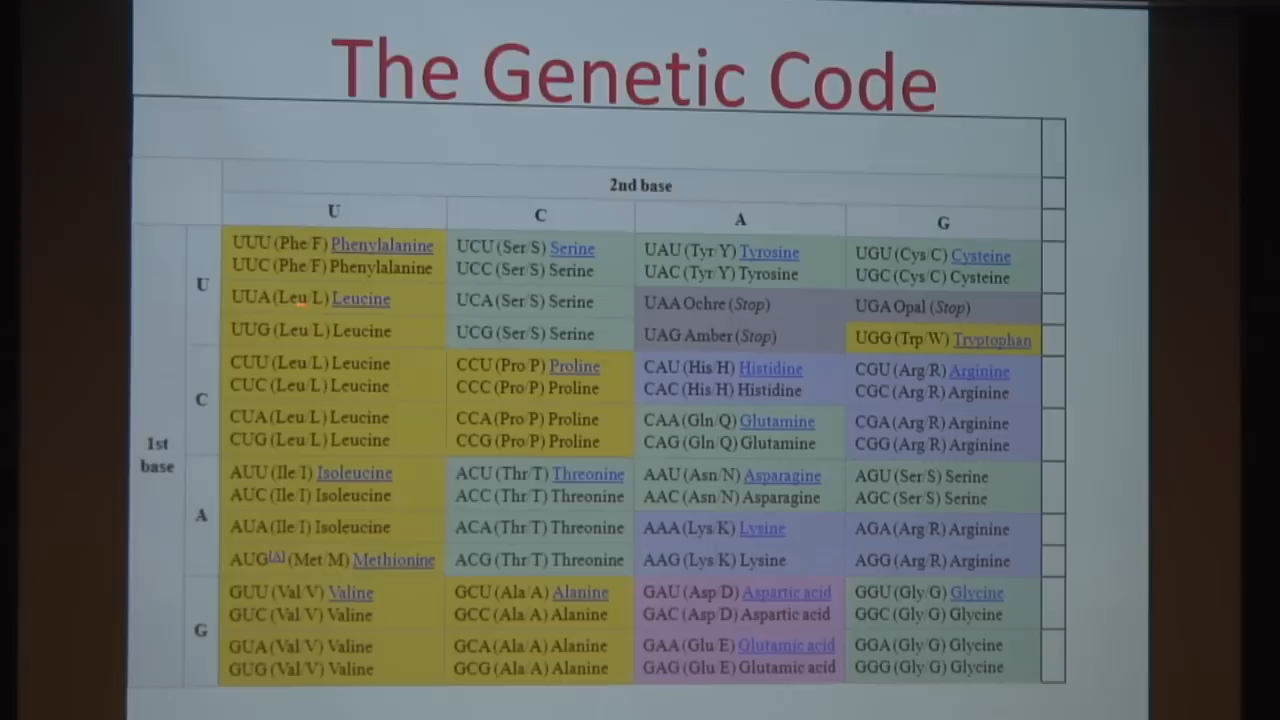 The Genetic Code
2nd base
U C A G
1st base
U
UUU (Phe/F) Phenylalanine UCU (Ser/S) Serine UAU (Tyr/Y) Tyrosine UGU (Cys/C) Cysteine
UUC (Phe/F) Phenylalanine UCC (Ser/S) Serine UAC (Tyr/Y) Tyrosine UGC (Cys/C) Cysteine
UUA (Leu/L) Leucine UCA (Ser/S) Serine UAA Ochre (Stop) UGA Opal (Stop)
UUG (Leu/L) Leucine UCG (Ser/S) Serine UAG Amber (Stop) UGG (Trp/W) Tryptophan
C
CUU (Leu/L) Leucine CCU (Pro/P) Proline CAU (His/H) Histidine CGU (Arg/R) Arginine
CUC (Leu/L) Leucine CCC (Pro/P) Proline CAC (His/H) Histidine CGC (Arg/R) Arginine
CUA (Leu/L) Leucine CCA (Pro/P) Proline CAA (Gln/Q) Glutamine CGA (Arg/R) Arginine
CUG (Leu/L) Leucine CCG (Pro/P) Proline CAG (Gln/Q) Glutamine CGG (Arg/R) Arginine
A
AUU (Ile/I) Isoleucine ACU (Thr/T) Threonine AAU (Asn/N) Asparagine AGU (Ser/S) Serine
AUC (Ile/I) Isoleucine ACC (Thr/T) Threonine AAC (Asn/N) Asparagine AGC (Ser/S) Serine
AUA (Ile/I) Isoleucine ACA (Thr/T) Threonine AAA (Lys/K) Lysine AGA (Arg/R) Arginine
AUG[A] (Met/M) Methionine ACG (Thr/T) Threonine AAG (Lys/K) Lysine AGG (Arg/R) Arginine
G
GUU (Val/V) Valine GCU (Ala/A) Alanine GAU (Asp/D) Aspartic acid GGU (Gly/G) Glycine
GUC (Val/V) Valine GCC (Ala/A) Alanine GAC (Asp/D) Aspartic acid GGC (Gly/G) Glycine
GUA (Val/V) Valine GCA (Ala/A) Alanine GAA (Glu/E) Glutamic acid GGA (Gly/G) Glycine
GUG (Val/V) Valine GCG (Ala/A) Alanine GAG (Glu/E) Glutamic acid GGG (Gly/G) Glycine